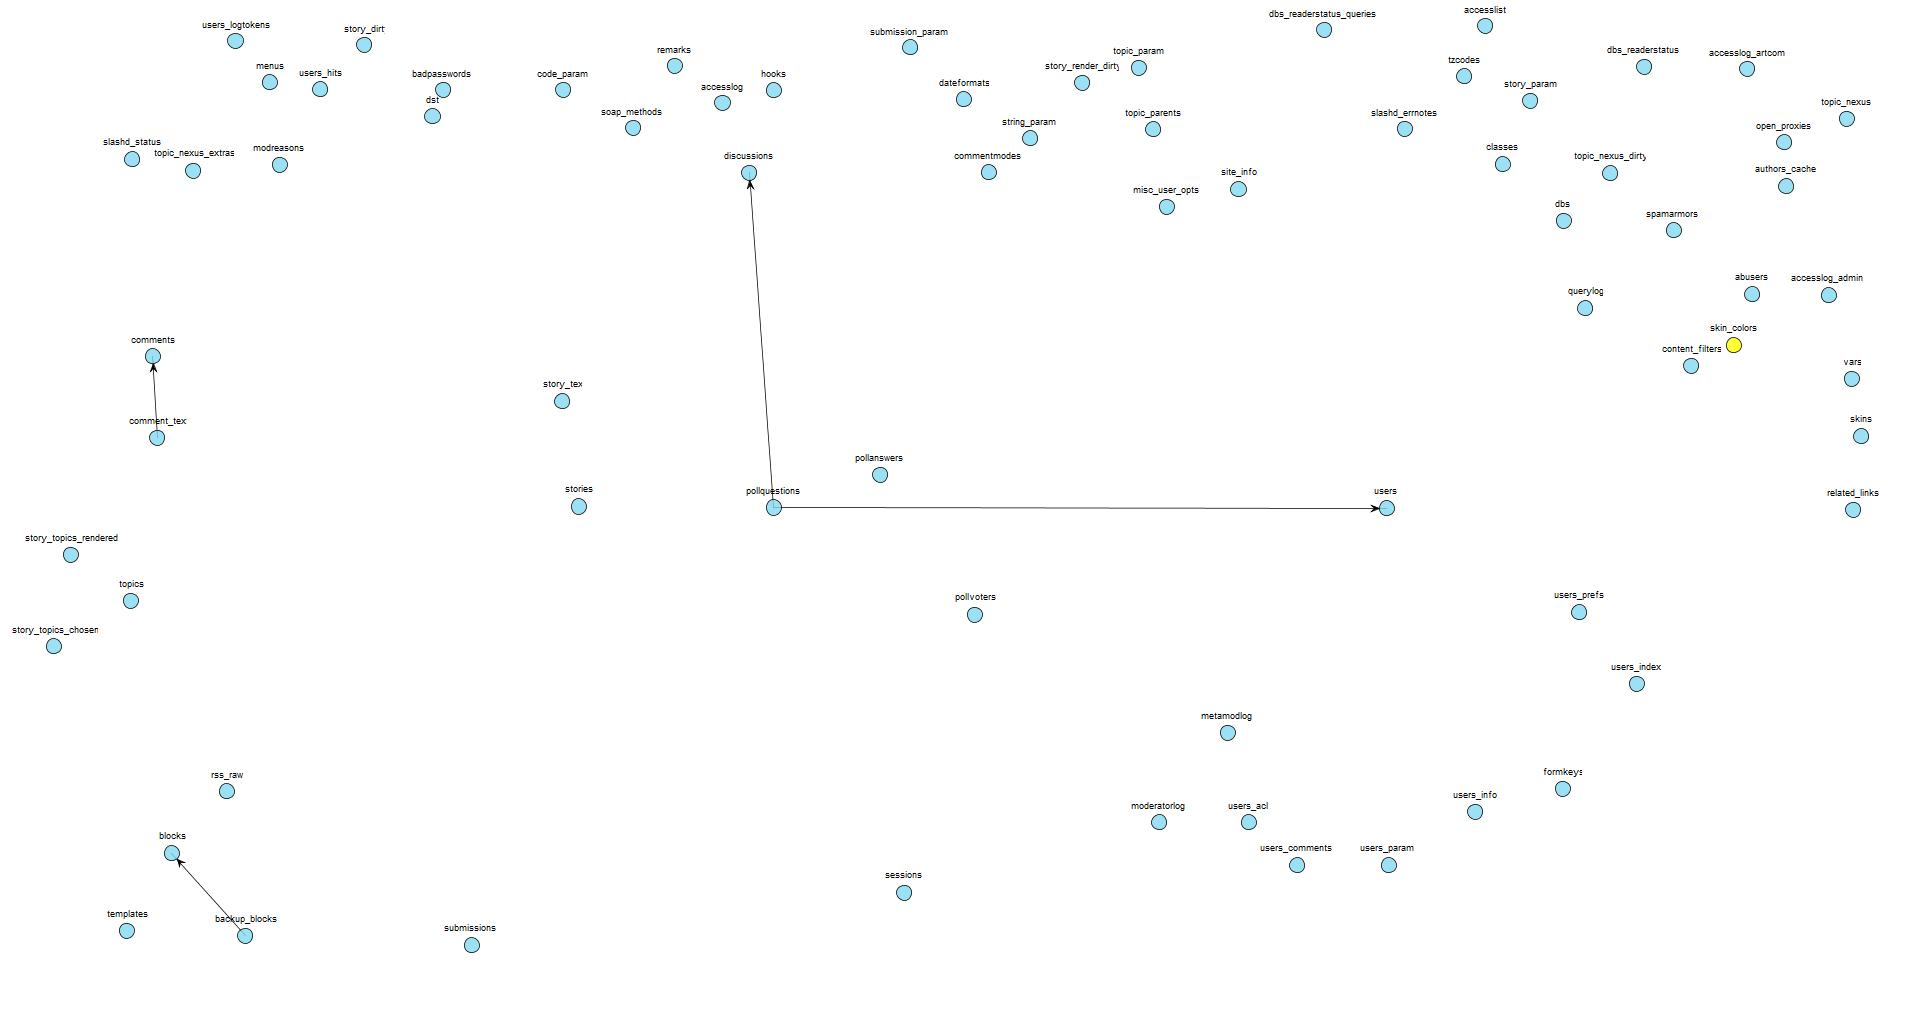 accesslist
dbs_readerstatus_queries
users_logtokens
story_dirt
submission_param
remarks
topic_param
dbs_readerstatus
accesslog_artcom
tzcodes
menus
users_hits
badpasswords
code_param
hooks
story_render_dirty
dateformats
story_param
accesslog
dst
topic_nexus
soap_methods
topic_parents
slashd_errnotes
string_param
open_proxies
slashd_status
topic_nexus_extras
modreasons
discussions
commentmodes
classes
topic_nexus_dirty
authors_cache
site_info
misc_user_opts
dbs
spamarmors
abusers
accesslog_admin
querylog
skin_colors
comments
content_filters
vars
story_tex
comment_tex
skins
pollanswers
stories
pollquestions
users
related_links
story_topics_rendered
topics
pollvoters
users_prefs
story_topics_chosen
users_index
metamodlog
rss_raw
formkeys
users_info
moderatorlog
users_acl
blocks
users_comments
users_param
sessions
templates
backup_blocks
submissions